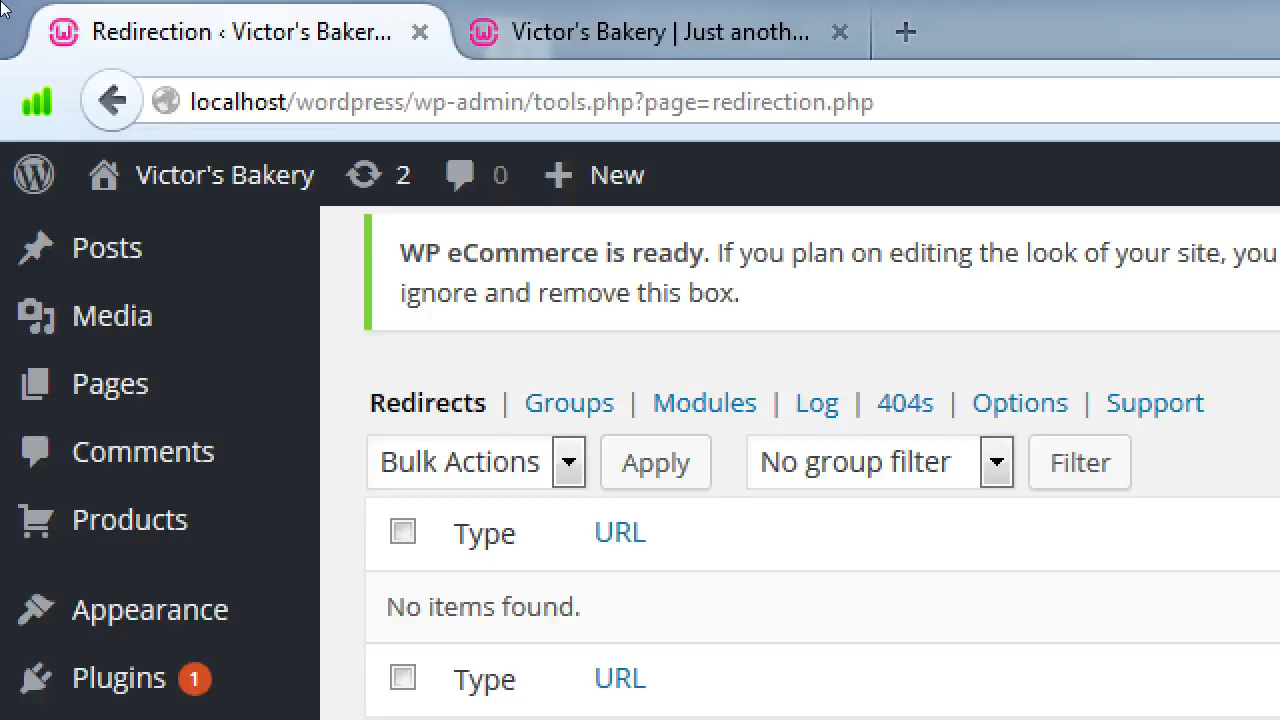 Redirection ‹ Victor's Baker...
Victor's Bakery | Just anoth...
localhost/wordpress/wp-admin/tools.php?page=redirection.php
Victor's Bakery 2 0 New
Posts
Media
Pages
Comments
Products
Appearance
Plugins 1
WP eCommerce is ready. If you plan on editing the look of your site, you
ignore and remove this box.
Redirects | Groups | Modules | Log | 404s | Options | Support
Bulk Actions Apply No group filter Filter
Type URL
No items found.
Type URL